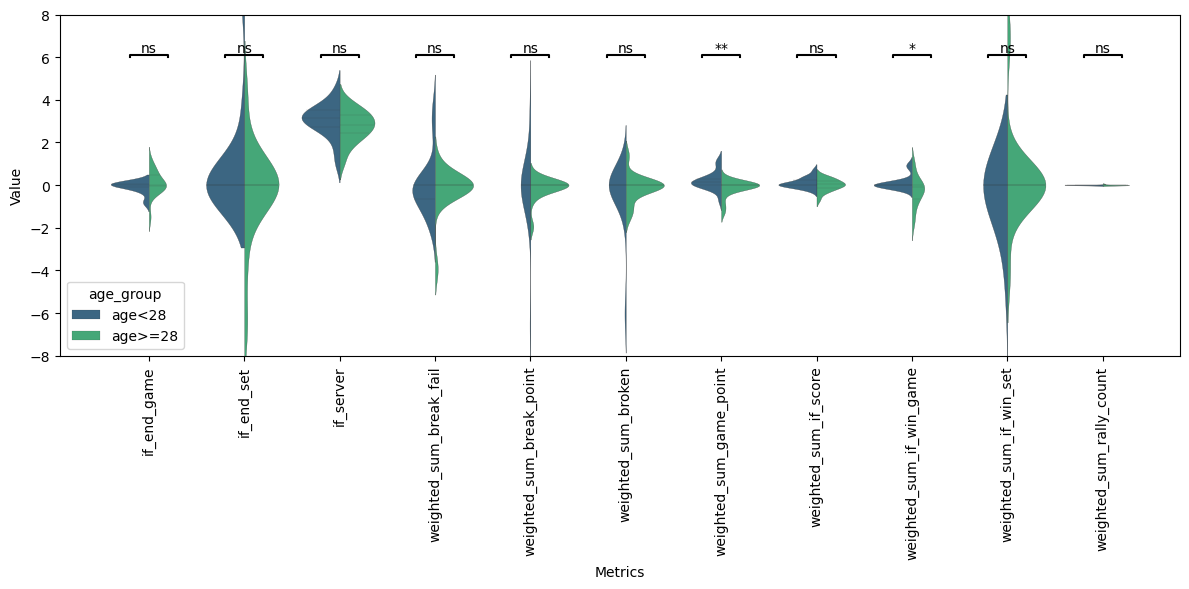 8
6
4
2
0
−2
−4
−6
−8
Value
ns
ns
ns
ns
ns
ns
**
ns
*
ns
ns
age_group
age<28
age>=28
if_end_game
if_end_set
if_server
weighted_sum_break_fail
weighted_sum_break_point
weighted_sum_broken
weighted_sum_game_point
weighted_sum_if_score
weighted_sum_if_win_game
weighted_sum_if_win_set
weighted_sum_rally_count
Metrics